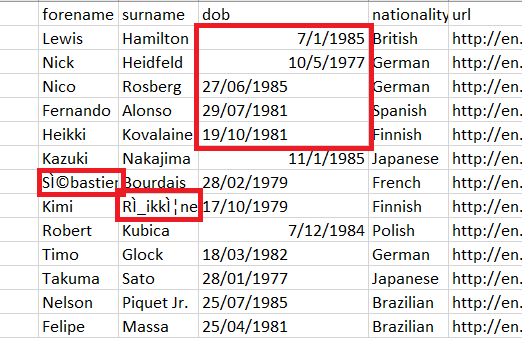 forename surname dob nationality url
Lewis Hamilton 7/1/1985 British http://en.
Nick Heidfeld 10/5/1977 German http://en.
Nico Rosberg 27/06/1985 German http://en.
Fernando Alonso 29/07/1981 Spanish http://en.
Heikki Kovalaine 19/10/1981 Finnish http://en.
Kazuki Nakajima 11/1/1985 Japanese http://en.
SÌ©bastier Bourdais 28/02/1979 French http://en.
Kimi RÌ_ikkÌ¦ne 17/10/1979 Finnish http://en.
Robert Kubica 7/12/1984 Polish http://en.
Timo Glock 18/03/1982 German http://en.
Takuma Sato 28/01/1977 Japanese http://en.
Nelson Piquet Jr. 25/07/1985 Brazilian http://en.
Felipe Massa 25/04/1981 Brazilian http://en.